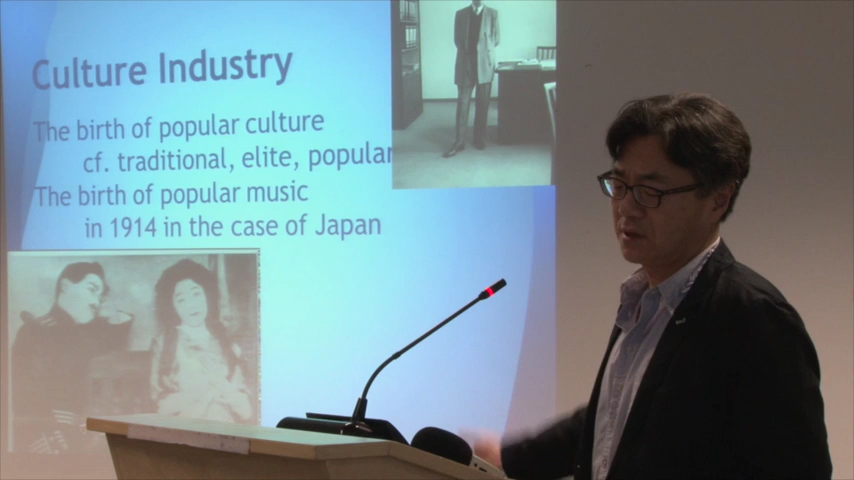 Culture Industry
The birth of popular culture
cf. traditional, elite, popular
The birth of popular music
in 1914 in the case of Japan